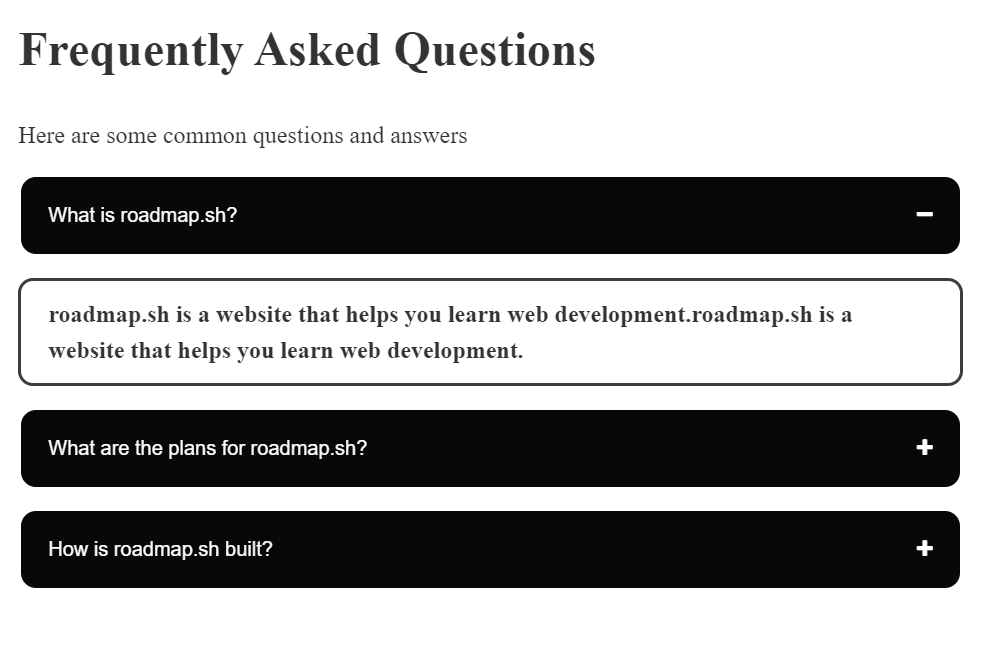 Frequently Asked Questions
Here are some common questions and answers
What is roadmap.sh?
roadmap.sh is a website that helps you learn web development.roadmap.sh is a
website that helps you learn web development.
What are the plans for roadmap.sh?
How is roadmap.sh built?